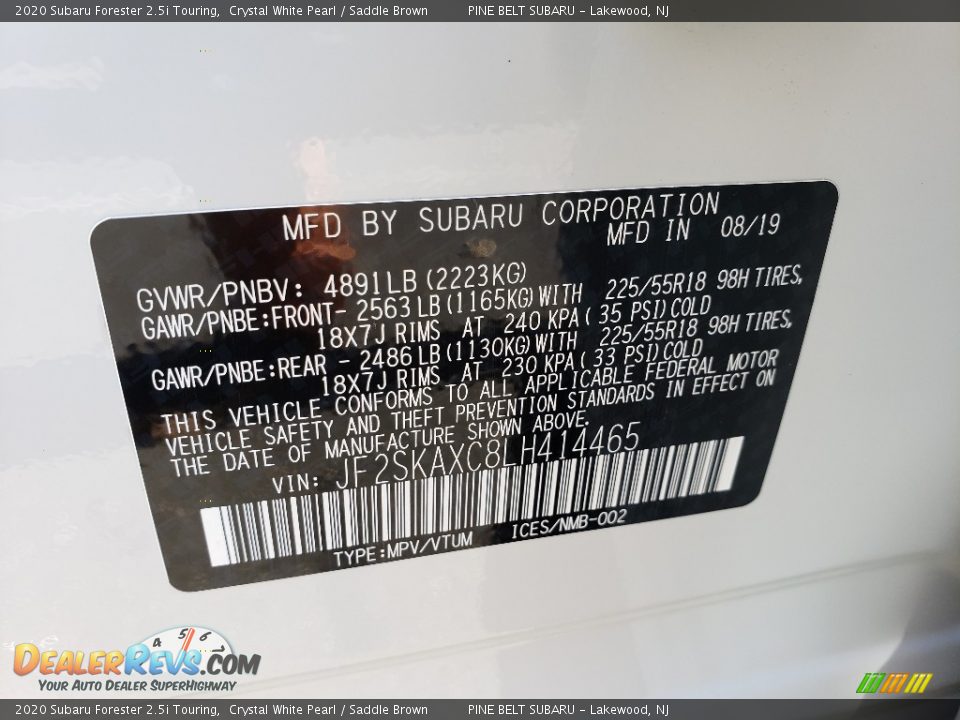 2020 Subaru Forester 2.5i Touring,  Crystal White Pearl / Saddle Brown  PINE BELT SUBARU - Lakewood, NJ
MFD BY SUBARU CORPORATION
MFD IN 08/19
GVWR/PNBV: 4891LB (2223KG)
GAWR/PNBE:FRONT- 2563 LB (1165KG) WITH 225/55R18 98H TIRES,
18X7J RIMS AT 240 KPA ( 35 PSI) COLD
GAWR/PNBE:REAR - 2486 LB (1130KG) WITH 225/55R18 98H TIRES,
18X7J RIMS AT 230 KPA ( 33 PSI) COLD
THIS VEHICLE CONFORMS TO ALL APPLICABLE FEDERAL MOTOR
VEHICLE SAFETY AND THEFT PREVENTION STANDARDS IN EFFECT ON
THE DATE OF MANUFACTURE SHOWN ABOVE.
VIN: JF2SKAXC8LH414465
TYPE:MPV/VTUM ICES/NMB-002
4 5 6
DEALERREVS.COM
YOUR AUTO DEALER SUPERHIGHWAY
2020 Subaru Forester 2.5i Touring,  Crystal White Pearl / Saddle Brown  PINE BELT SUBARU - Lakewood, NJ